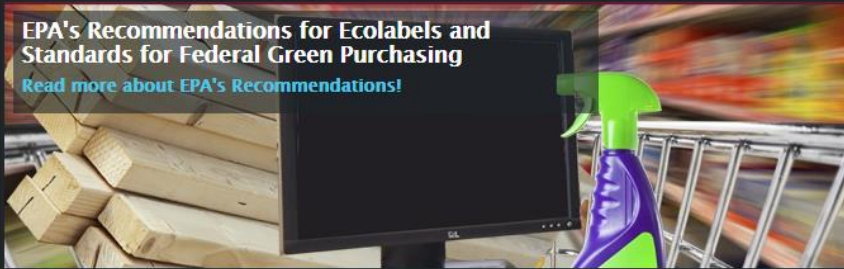 EPA's Recommendations for Ecolabels and
Standards for Federal Green Purchasing
Read more about EPA's Recommendations!